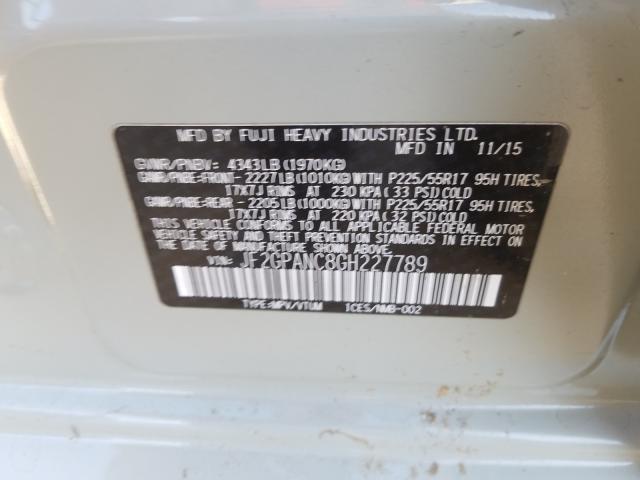 MFD BY FUJI HEAVY INDUSTRIES LTD.
MFD IN 11/15
GVWR/PNBV: 4343LB(1970KG)
GAWR/PNBE:FRONT-2227LB(1010KG)WITH P225/55R17 95H TIRES,
17X7J RIMS AT 230 KPA(33 PSI)COLD
GAWR/PNBE:REAR -2205LB(1000KG)WITH P225/55R17 95H TIRES,
17X7J RIMS AT 220 KPA(32 PSI)COLD
THIS VEHICLE CONFORMS TO ALL APPLICABLE FEDERAL MOTOR
VEHICLE SAFETY STANDARDS IN EFFECT ON THE
DATE OF MANUFACTURE SHOWN ABOVE.
VIN: JF2GPANC8GH227789
TYPE:MPV/VTUM ICES/NMB-002